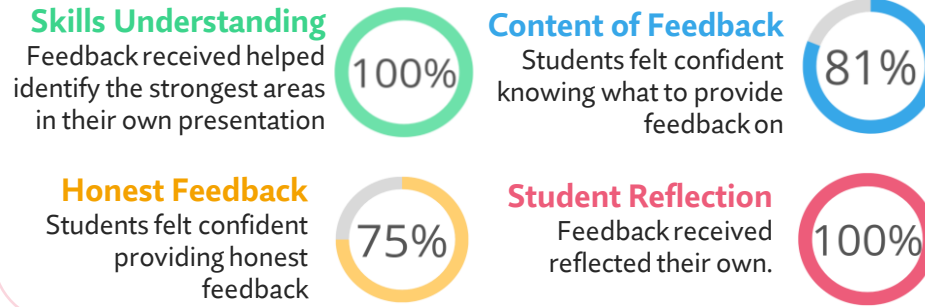 Skills Understanding
Feedback received helped
identify the strongest areas
in their own presentation
100%
Content of Feedback
Students felt confident
knowing what to provide
feedback on
81%
Honest Feedback
Students felt confident
providing honest
feedback
75%
Student Reflection
Feedback received
reflected their own.
100%